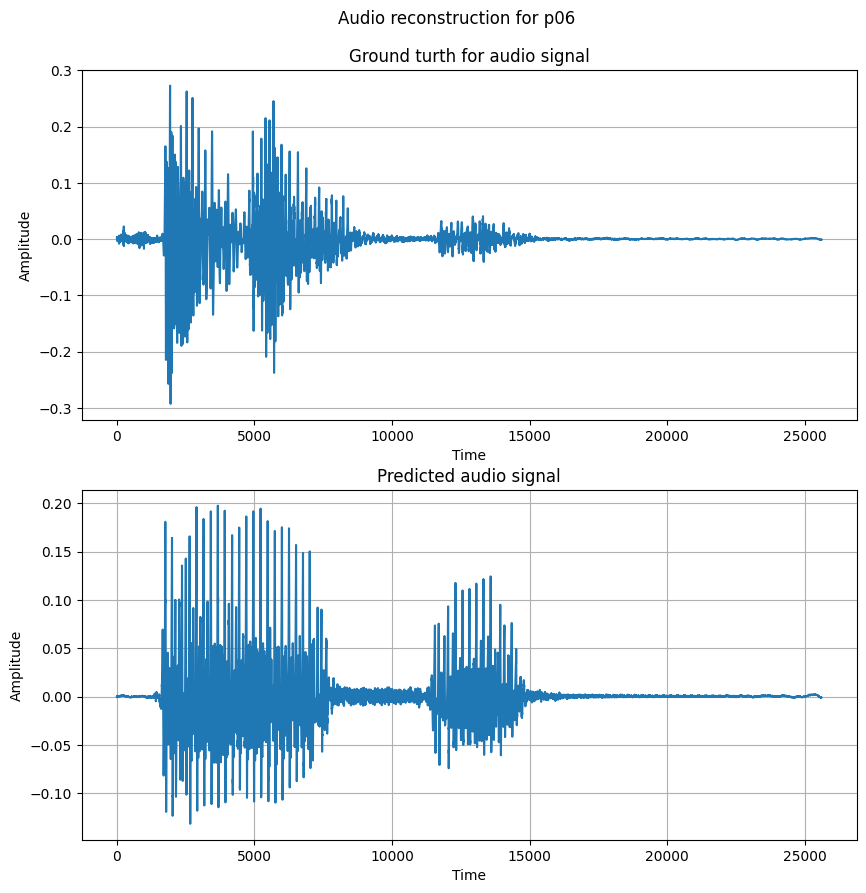 Audio reconstruction for p06
Ground turth for audio signal
0.3
0.2
0.1
0.0
−0.1
−0.2
−0.3
Amplitude
0 5000 10000 15000 20000 25000
Time
Predicted audio signal
0.20
0.15
0.10
0.05
0.00
−0.05
−0.10
Amplitude
0 5000 10000 15000 20000 25000
Time